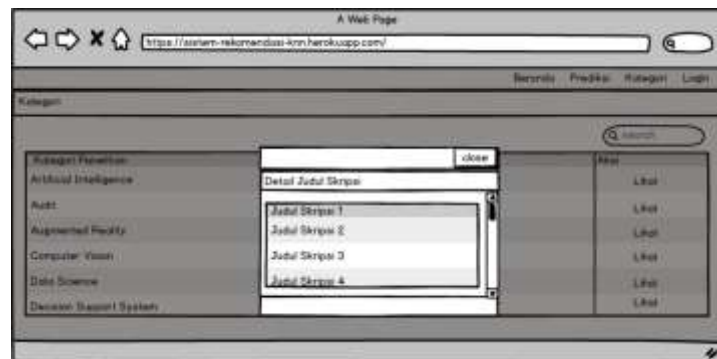 A Web Page
https://sistem-rekomendasi-knn.herokuapp.com/
Beranda Prediksi Kategori Login
Kategori
search
Kategori Penelitian Aksi
close
Artificial Intelligence Lihat
Detail Judul Skripsi
Audit Lihat
Judul Skripsi 1
Augmented Reality Lihat
Judul Skripsi 2
Computer Vision Lihat
Judul Skripsi 3
Data Science Lihat
Judul Skripsi 4
Decision Support System Lihat